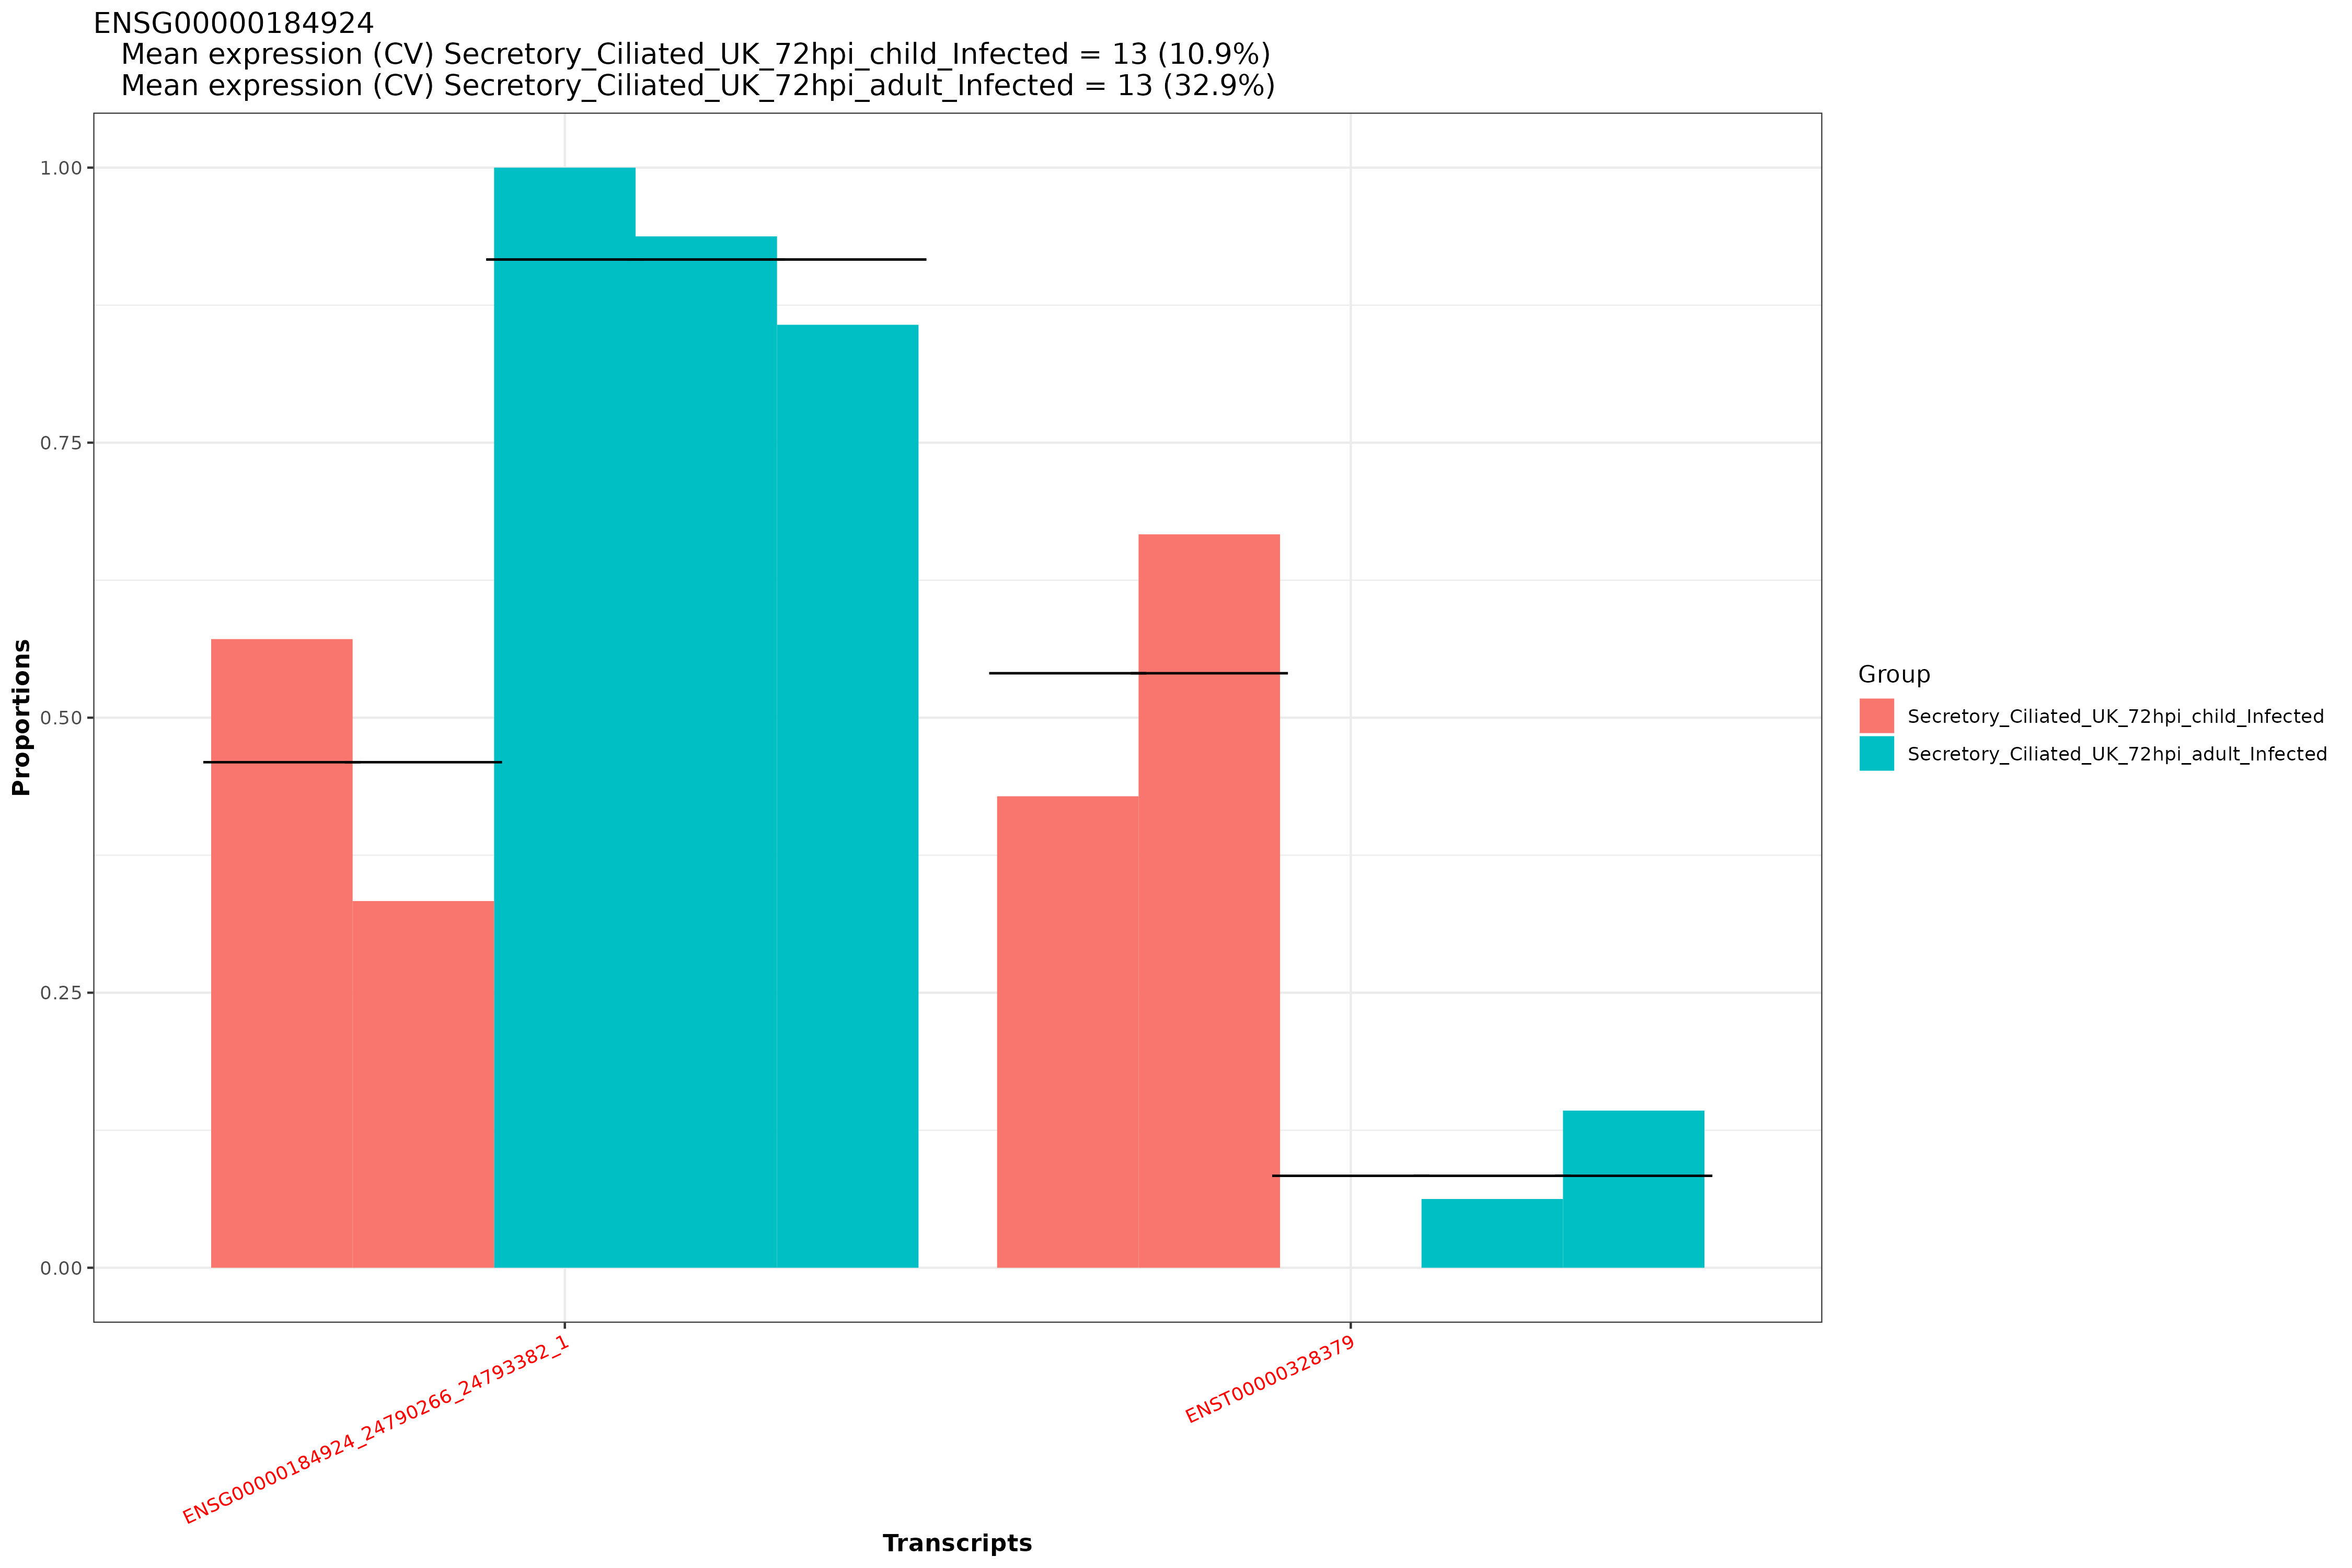 ENSG00000184924
Mean expression (CV) Secretory_Ciliated_UK_72hpi_child_Infected = 13 (10.9%)
Mean expression (CV) Secretory_Ciliated_UK_72hpi_adult_Infected = 13 (32.9%)
1.00
0.75
0.50
0.25
0.00
Proportions
ENSG00000184924_24790266_24793382_1
ENST00000328379
Transcripts
Group
Secretory_Ciliated_UK_72hpi_child_Infected
Secretory_Ciliated_UK_72hpi_adult_Infected